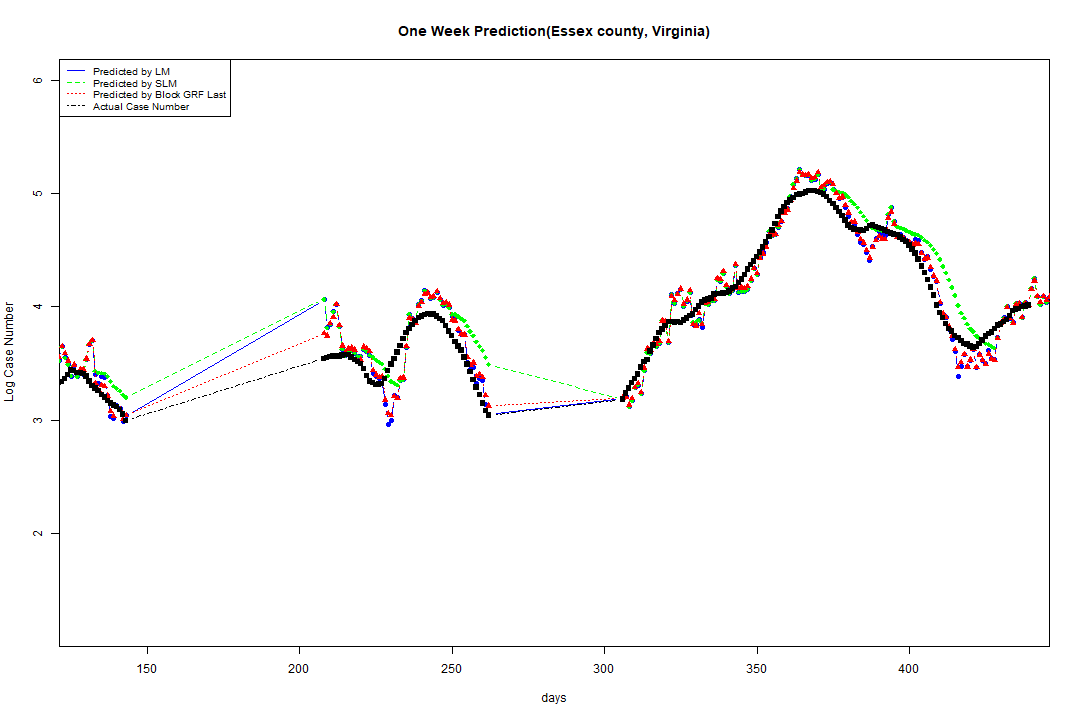 One Week Prediction(Essex county, Virginia)
Predicted by LM
Predicted by SLM
Predicted by Block GRF Last
Actual Case Number
6
5
4
3
2
Log Case Number
150
200
250
300
350
400
days